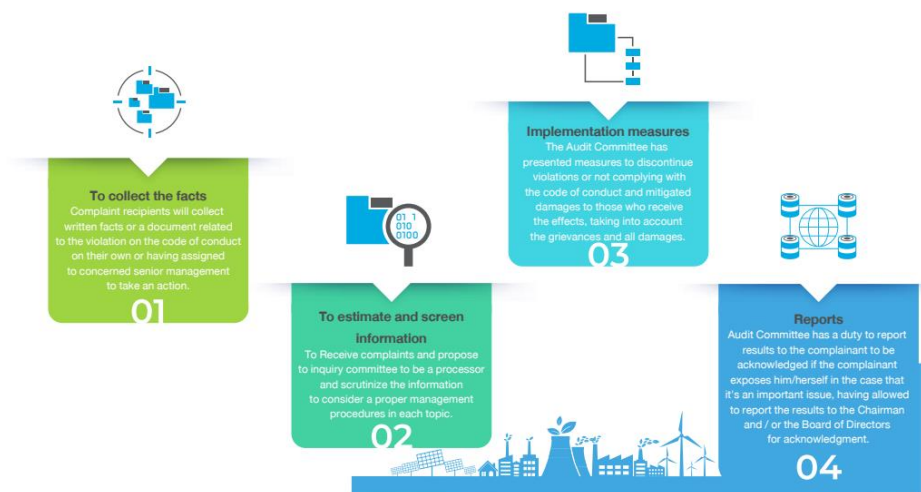 To collect the facts
Complaint recipients will collect
written facts or a document related
to the violation on the code of conduct
on their own or having assigned
to concerned senior management
to take an action.
01
01 1
010
0100
To estimate and screen
information
To Receive complaints and propose
to inquiry committee to be a processor
and scrutinize the information
to consider a proper management
procedures in each topic.
02
Implementation measures
The Audit Committee has
presented measures to discontinue
violations or not complying with
the code of conduct and mitigated
damages to those who receive
the effects, taking into account
the grievances and all damages.
03
Reports
Audit Committee has a duty to report
results to the complainant to be
acknowledged if the complainant
exposes him/herself in the case that
it's an important issue, having allowed
to report the results to the Chairman
and / or the Board of Directors
for acknowledgment.
04